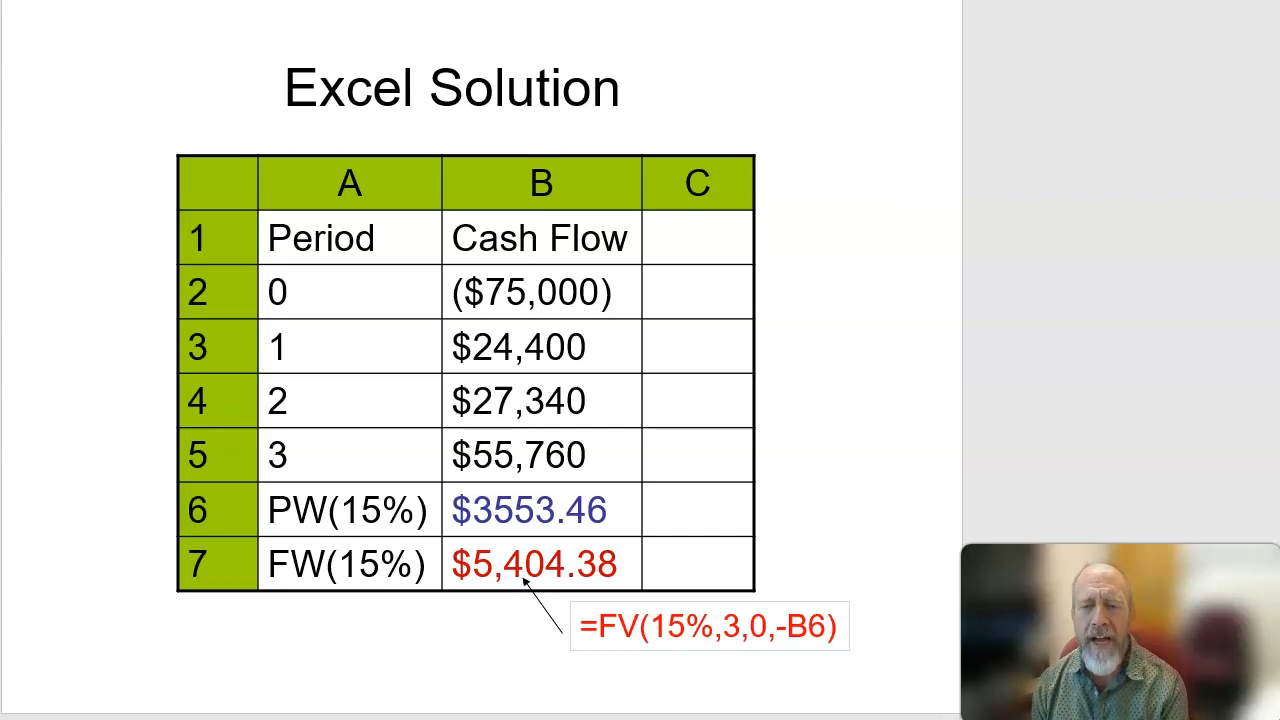 Excel Solution
A B C
1 Period Cash Flow
2 0 ($75,000)
3 1 $24,400
4 2 $27,340
5 3 $55,760
6 PW(15%) $3553.46
7 FW(15%) $5,404.38
=FV(15%,3,0,-B6)